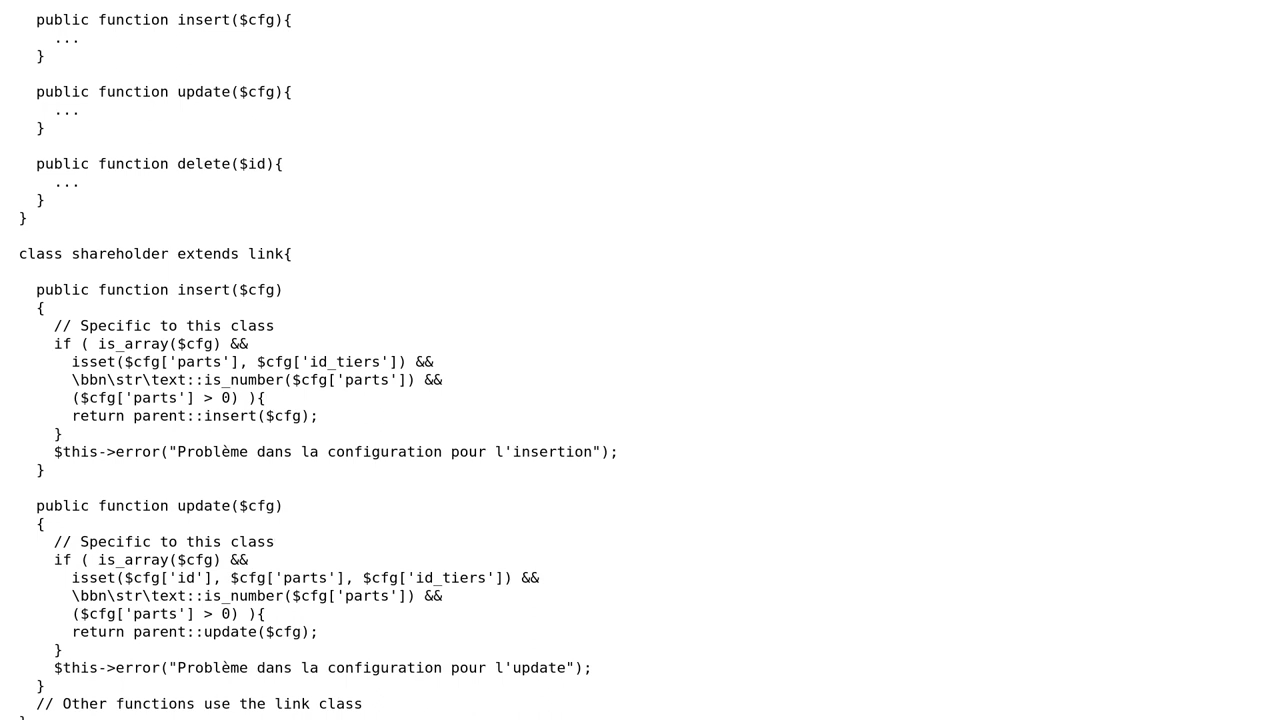 public function insert($cfg){
...
}
public function update($cfg){
...
}
public function delete($id){
...
}
}
class shareholder extends link{
public function insert($cfg)
{
// Specific to this class
if ( is_array($cfg) &&
isset($cfg['parts'], $cfg['id_tiers']) &&
\bbn\str\text::is_number($cfg['parts']) &&
($cfg['parts'] > 0) ){
return parent::insert($cfg);
}
$this->error("Problème dans la configuration pour l'insertion");
}
public function update($cfg)
{
// Specific to this class
if ( is_array($cfg) &&
isset($cfg['id'], $cfg['parts'], $cfg['id_tiers']) &&
\bbn\str\text::is_number($cfg['parts']) &&
($cfg['parts'] > 0) ){
return parent::update($cfg);
}
$this->error("Problème dans la configuration pour l'update");
}
// Other functions use the link class
}